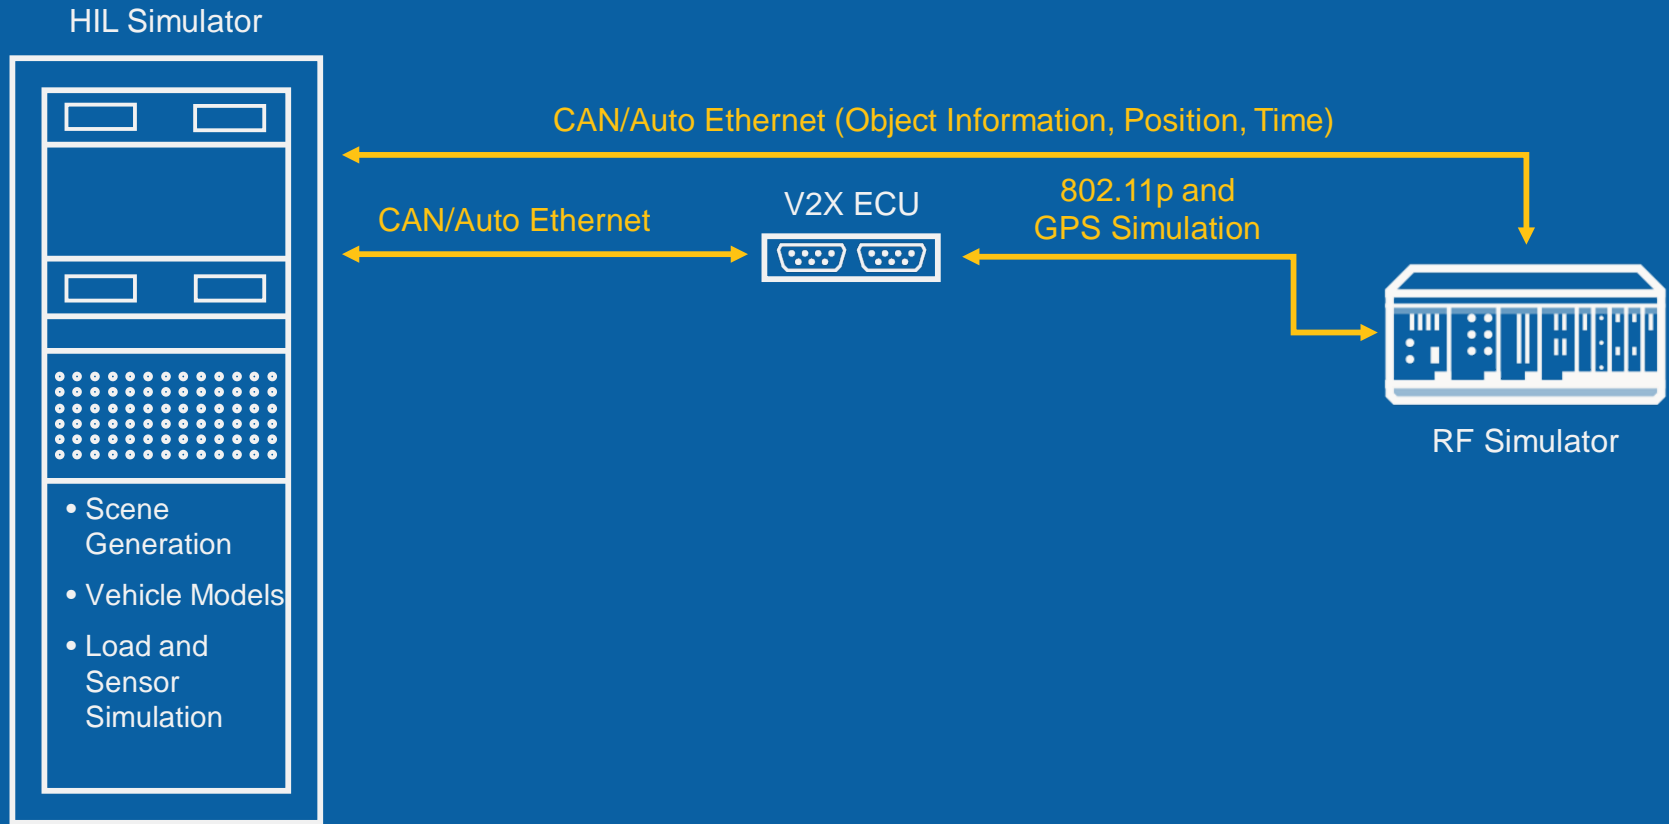 HIL Simulator
CAN/Auto Ethernet (Object Information, Position, Time)
CAN/Auto Ethernet
V2X ECU
802.11p and
GPS Simulation
RF Simulator
• Scene
Generation
• Vehicle Models
• Load and
Sensor
Simulation